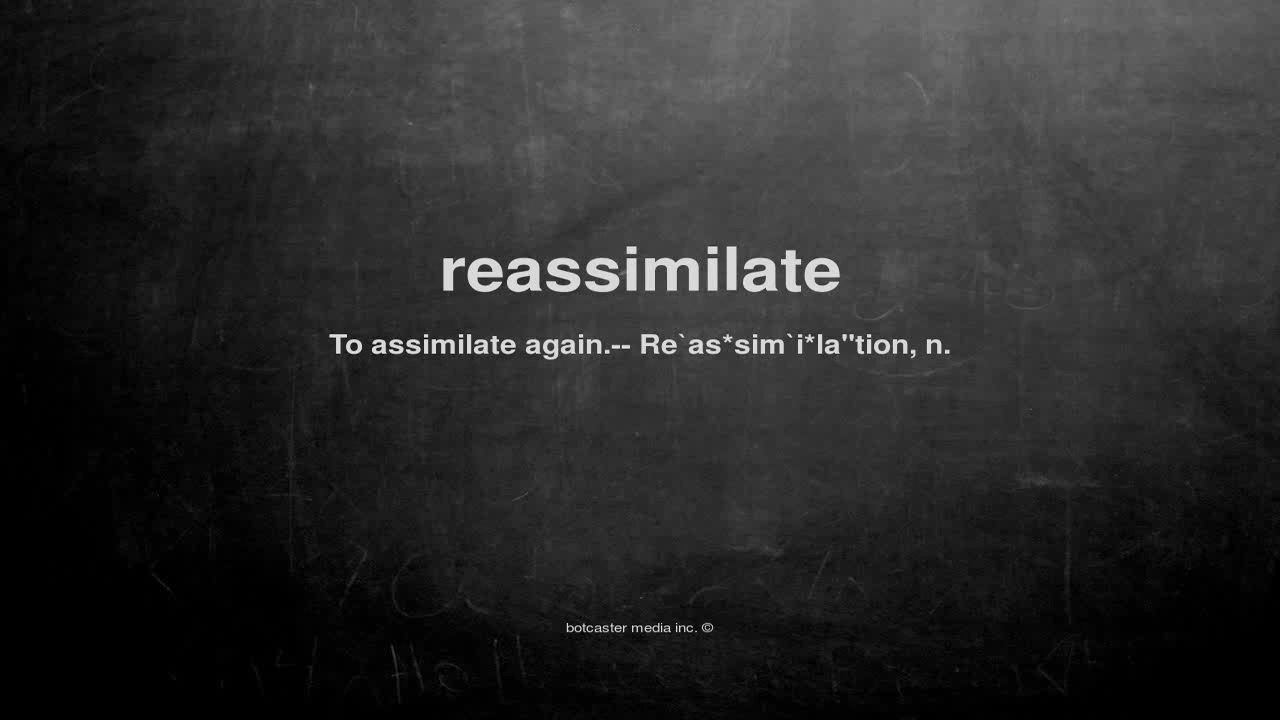 reassimilate
To assimilate again.-- Re`as*sim`i*la"tion, n.
botcaster media inc. ©